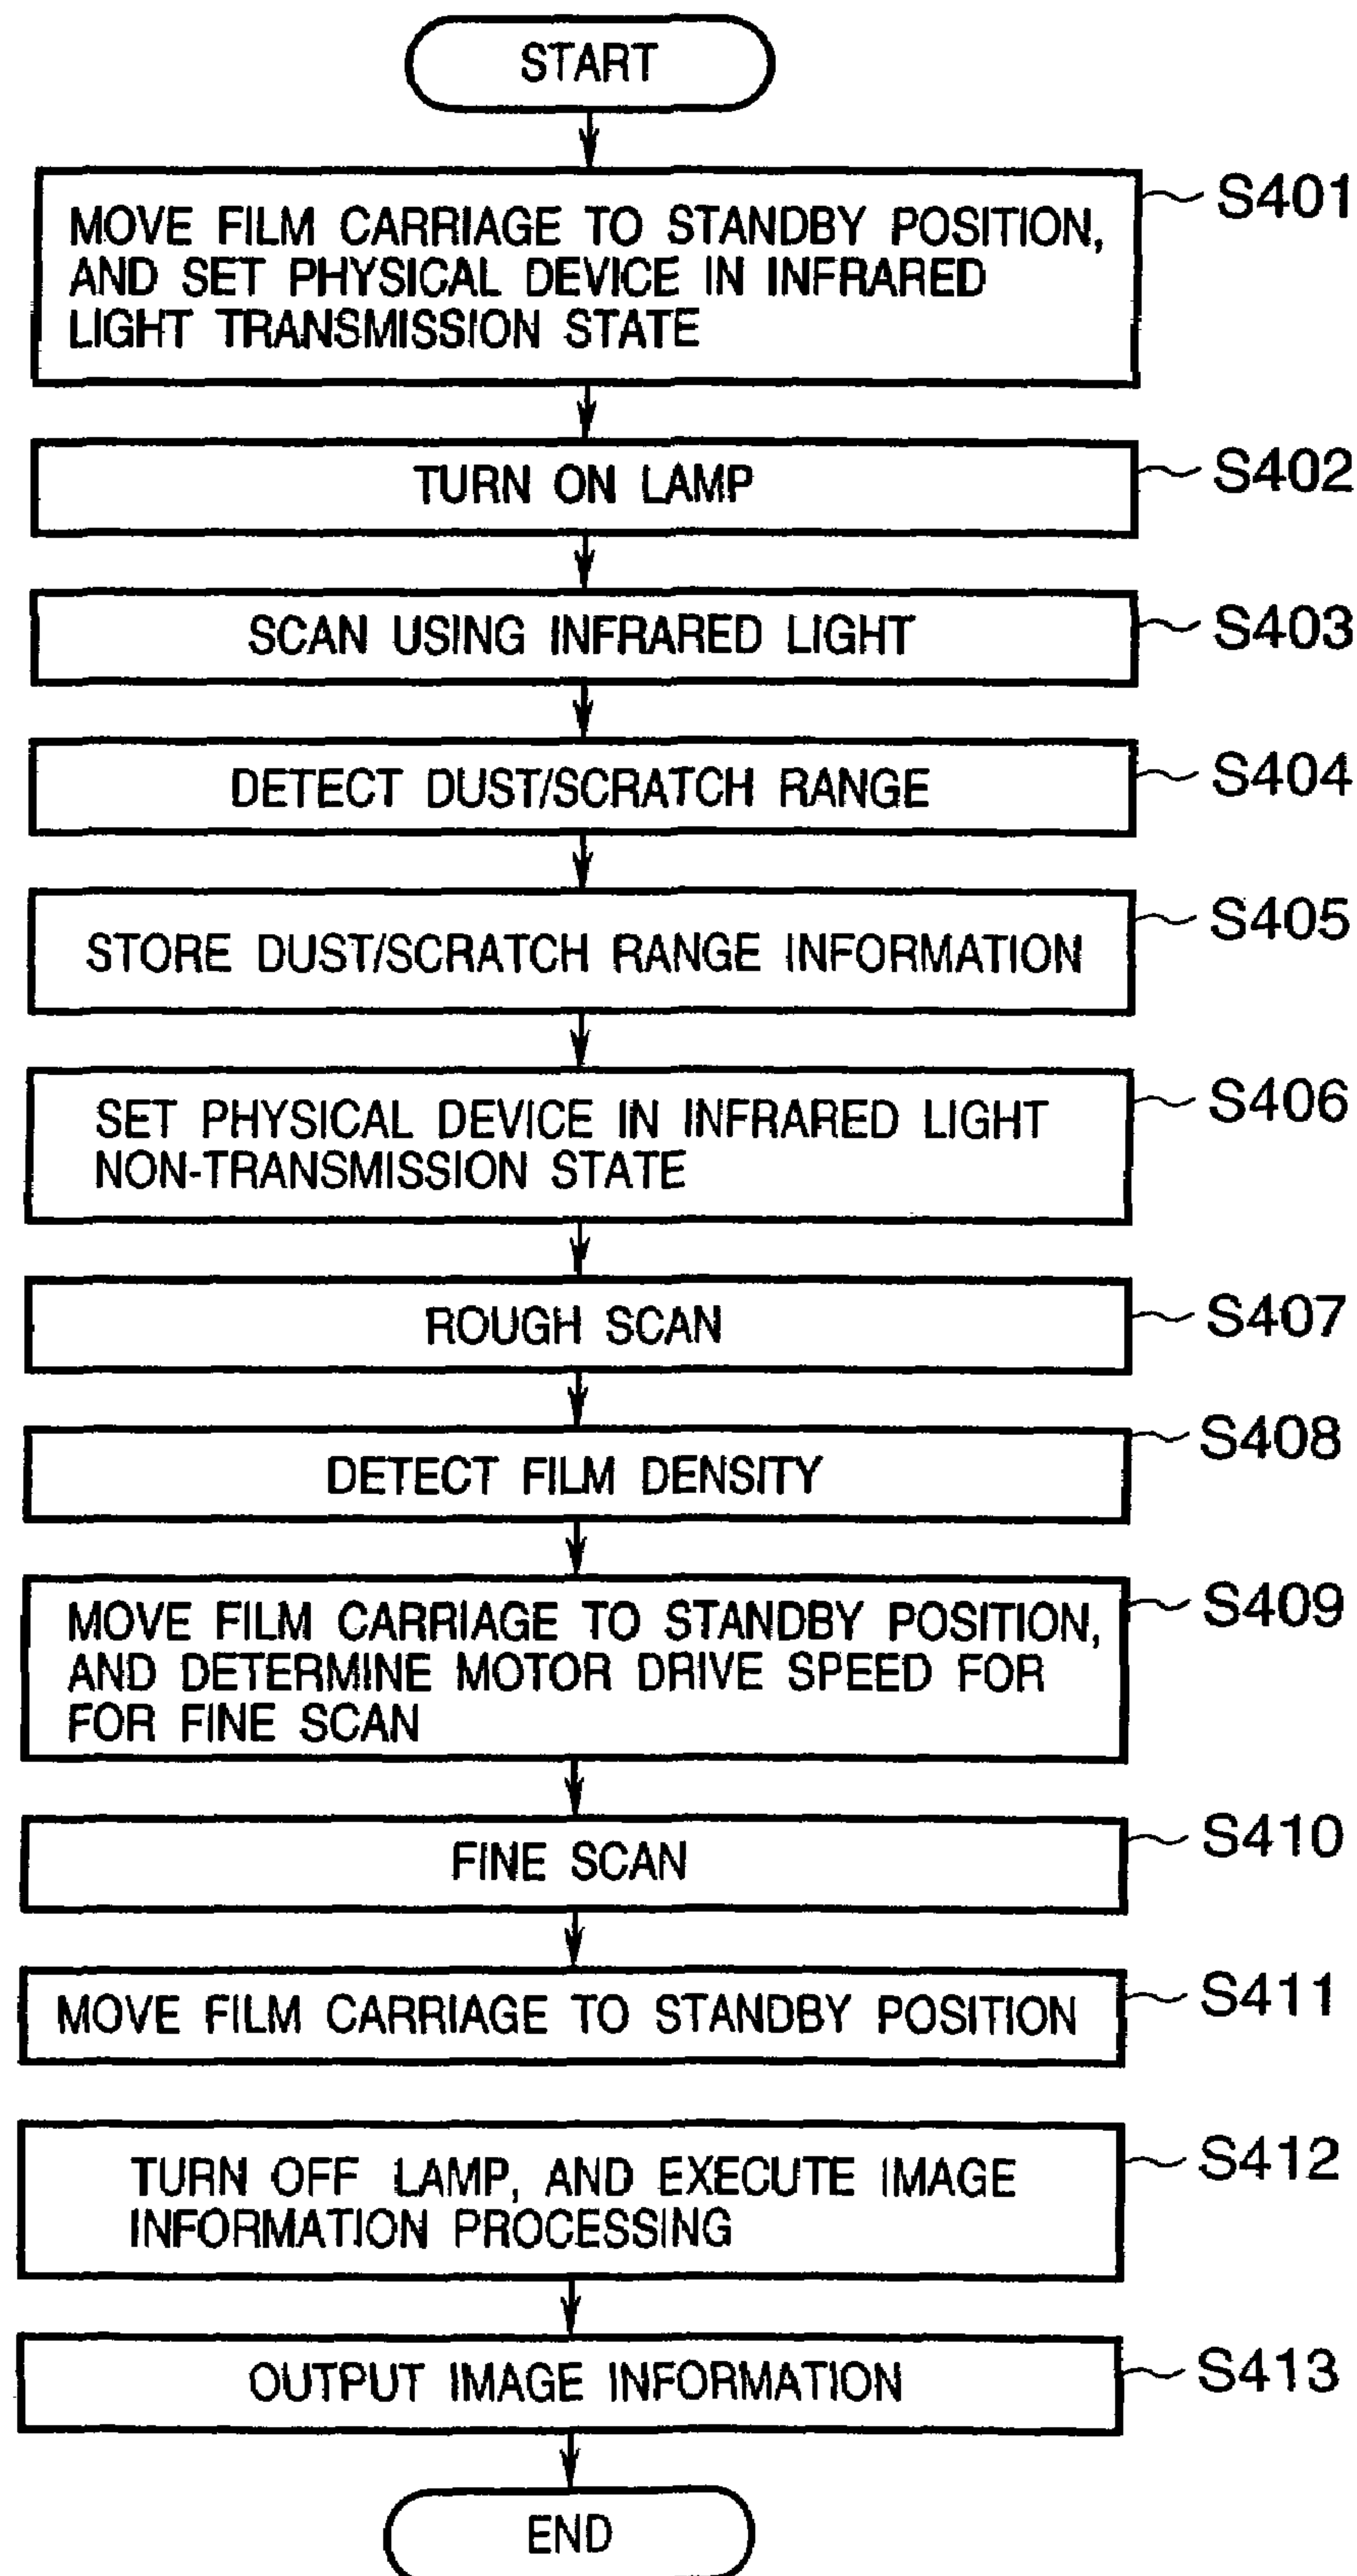 START
S401
MOVE FILM CARRIAGE TO STANDBY POSITION,
AND SET PHYSICAL DEVICE IN INFRARED
LIGHT TRANSMISSION STATE
S402
TURN ON LAMP
S403
SCAN USING INFRARED LIGHT
S404
DETECT DUST/SCRATCH RANGE
S405
STORE DUST/SCRATCH RANGE INFORMATION
S406
SET PHYSICAL DEVICE IN INFRARED LIGHT
NON-TRANSMISSION STATE
S407
ROUGH SCAN
S408
DETECT FILM DENSITY
S409
MOVE FILM CARRIAGE TO STANDBY POSITION,
AND DETERMINE MOTOR DRIVE SPEED FOR
FOR FINE SCAN
S410
FINE SCAN
S411
MOVE FILM CARRIAGE TO STANDBY POSITION
S412
TURN OFF LAMP, AND EXECUTE IMAGE
INFORMATION PROCESSING
S413
OUTPUT IMAGE INFORMATION
END